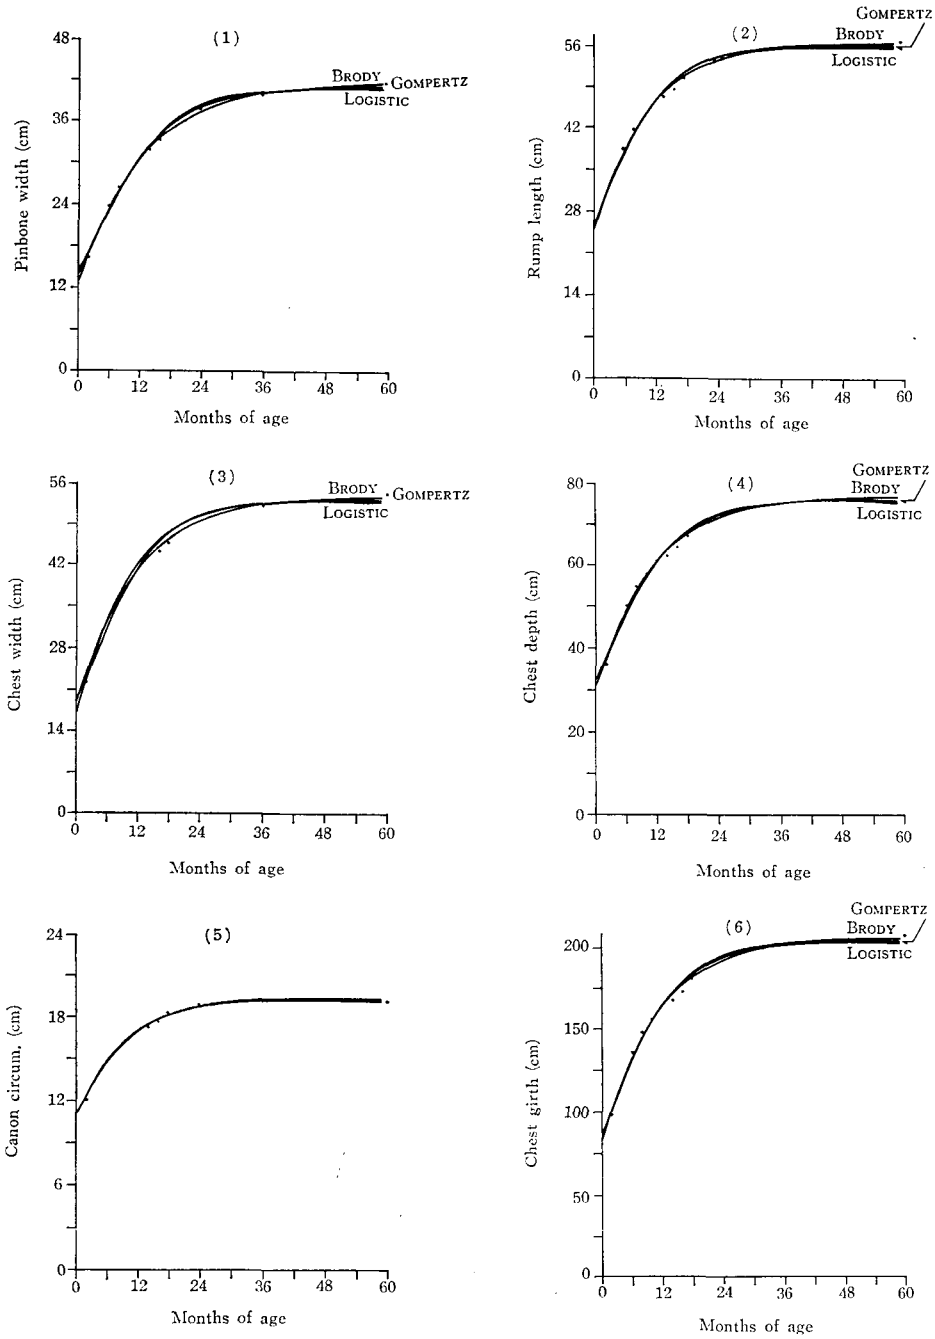 (1)
48
36
24
12
0
Pinbone width (cm)
BRODY
GOMPERTZ
LOGISTIC
0 12 24 36 48 60
Months of age
(2)
56
42
28
14
0
Rump length (cm)
GOMPERTZ
BRODY
LOGISTIC
0 12 24 36 48 60
Months of age
(3)
56
42
28
14
0
Chest width (cm)
BRODY
GOMPERTZ
LOGISTIC
0 12 24 36 48 60
Months of age
(4)
80
60
40
20
0
Chest depth (cm)
GOMPERTZ
BRODY
LOGISTIC
0 12 24 36 48 60
Months of age
(5)
24
18
12
6
0
Canon circum. (cm)
0 12 24 36 48 60
Months of age
(6)
200
150
100
50
0
Chest girth (cm)
GOMPERTZ
BRODY
LOGISTIC
0 12 24 36 48 60
Months of age